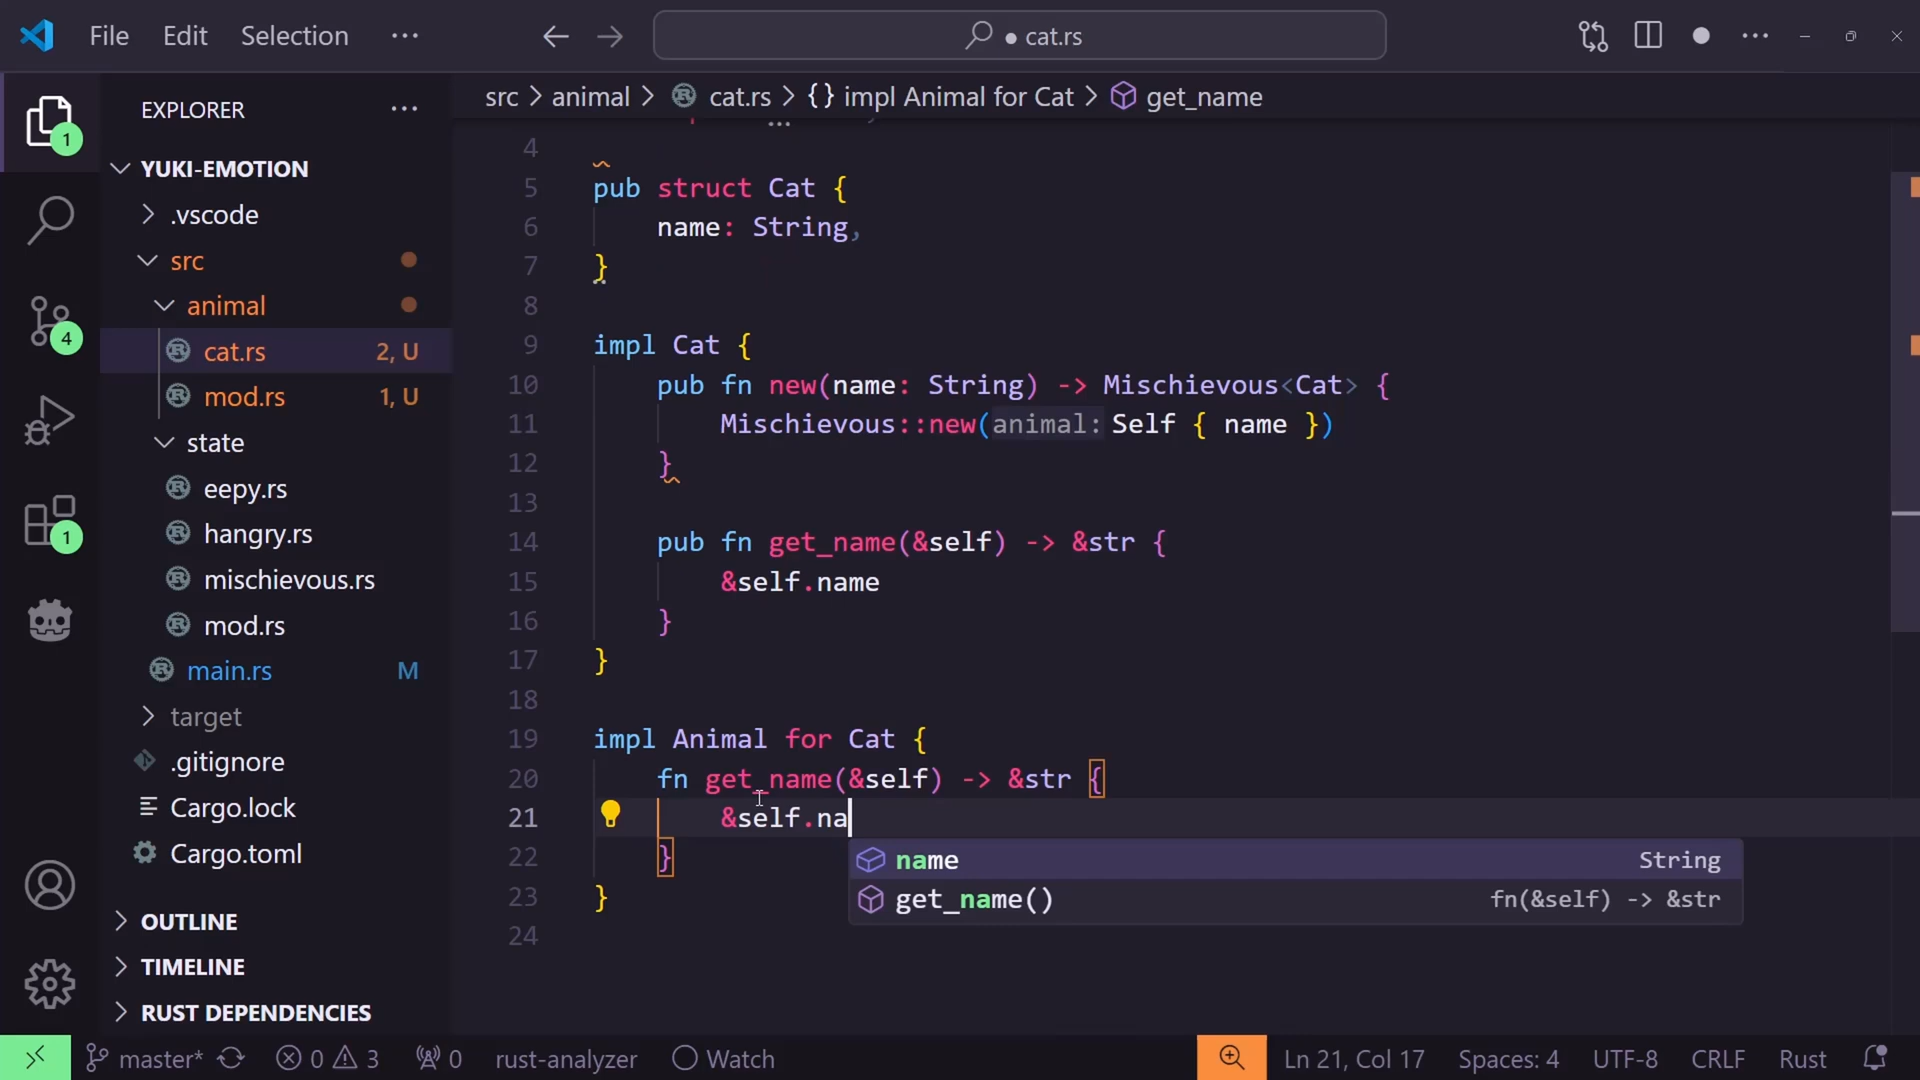 File Edit Selection ···
● cat.rs
EXPLORER ···
YUKI-EMOTION
.vscode
src
animal
cat.rs 2, U
mod.rs 1, U
state
eepy.rs
hangry.rs
mischievous.rs
mod.rs
main.rs M
target
.gitignore
Cargo.lock
Cargo.toml
OUTLINE
TIMELINE
RUST DEPENDENCIES
1
4
1
src > animal > cat.rs > {} impl Animal for Cat > get_name
4
5 pub struct Cat {
6 name: String,
7 }
8
9 impl Cat {
10 pub fn new(name: String) -> Mischievous<Cat> {
11 Mischievous::new(animal: Self { name })
12 }
13
14 pub fn get_name(&self) -> &str {
15 &self.name
16 }
17 }
18
19 impl Animal for Cat {
20 fn get_name(&self) -> &str {
21 &self.na
22 }
23 }
24
name String
get_name() fn(&self) -> &str
master* 0 3 0 rust-analyzer Watch Ln 21, Col 17 Spaces: 4 UTF-8 CRLF Rust